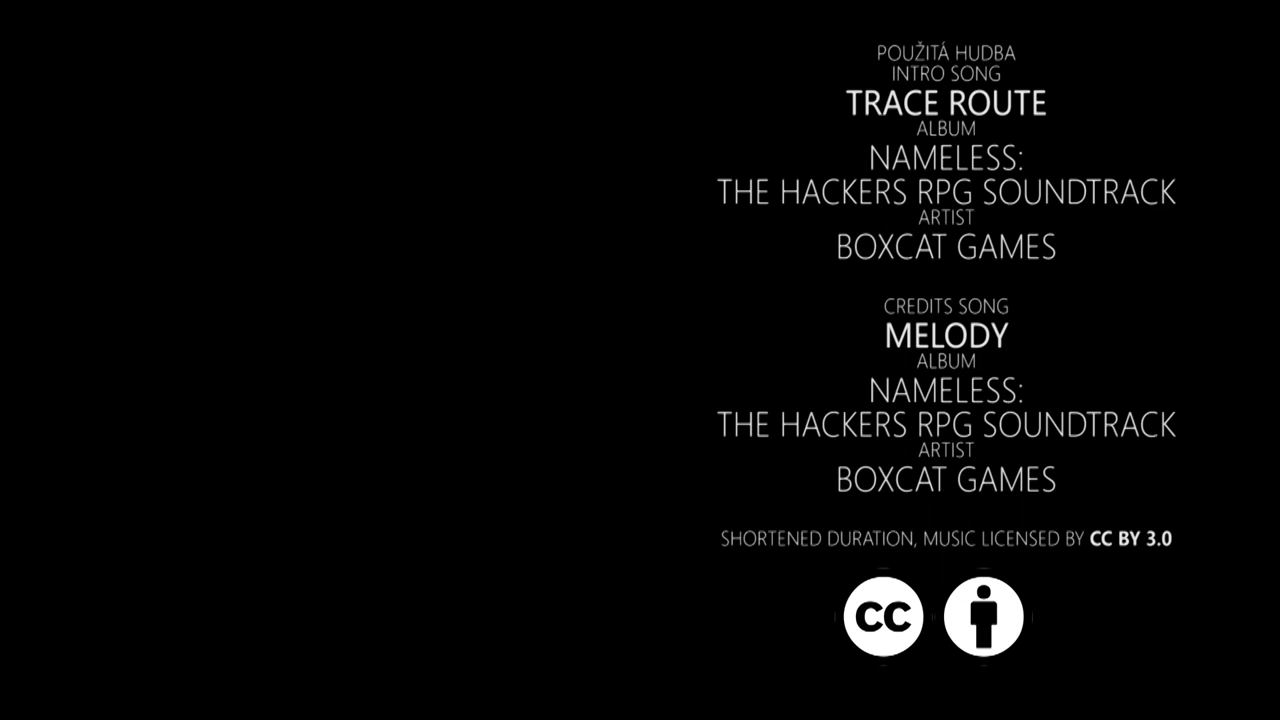 POUŽITÁ HUDBA
INTRO SONG
TRACE ROUTE
ALBUM
NAMELESS:
THE HACKERS RPG SOUNDTRACK
ARTIST
BOXCAT GAMES
CREDITS SONG
MELODY
ALBUM
NAMELESS:
THE HACKERS RPG SOUNDTRACK
ARTIST
BOXCAT GAMES
SHORTENED DURATION, MUSIC LICENSED BY CC BY 3.0
CC